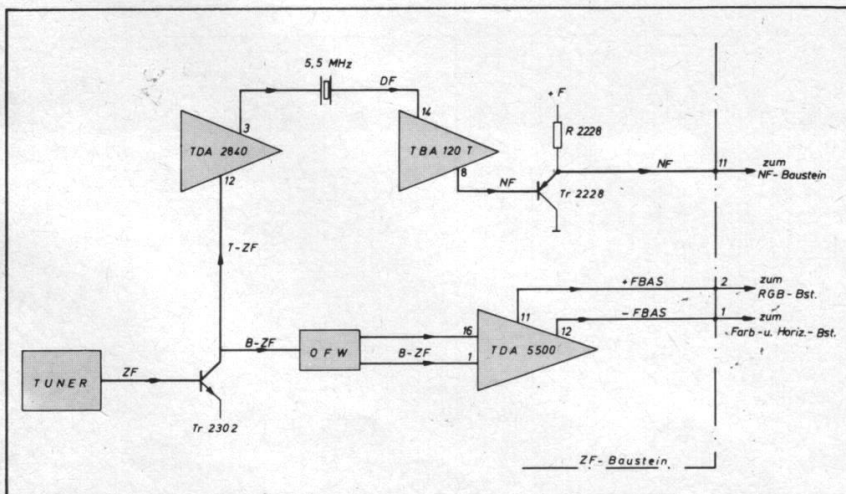 5,5 MHz
DF
+F
3
14
TDA 2840
TBA 120 T
R 2228
12
8
NF
NF
11
zum
NF-Baustein
Tr 2228
T-ZF
+FBAS
2
zum
RGB-Bst.
11
-FBAS
1
zum
Farb-u. Horiz.-Bst.
12
B-ZF
16
OFW
B-ZF
1
TDA 5500
TUNER
ZF
Tr 2302
ZF-Baustein